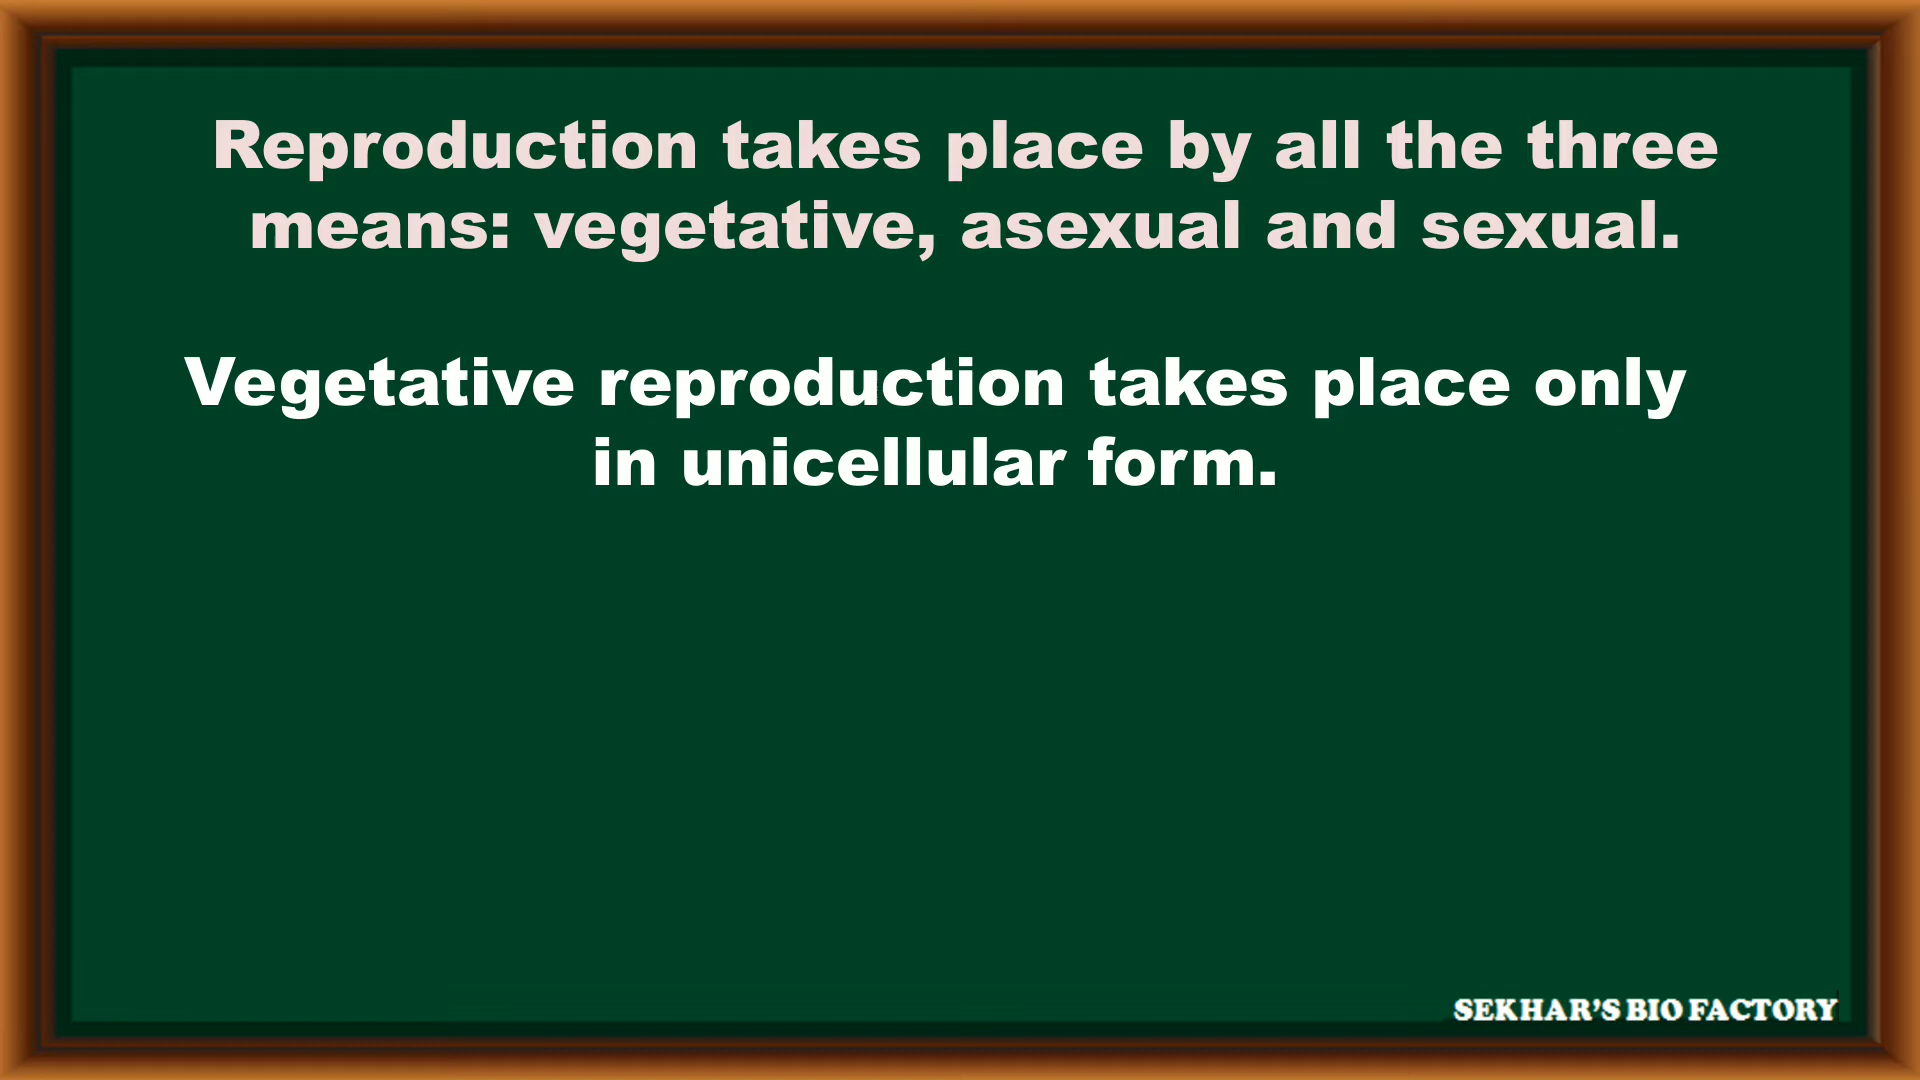 Reproduction takes place by all the three
means: vegetative, asexual and sexual.
Vegetative reproduction takes place only
in unicellular form.
SEKHAR'S BIO FACTORY